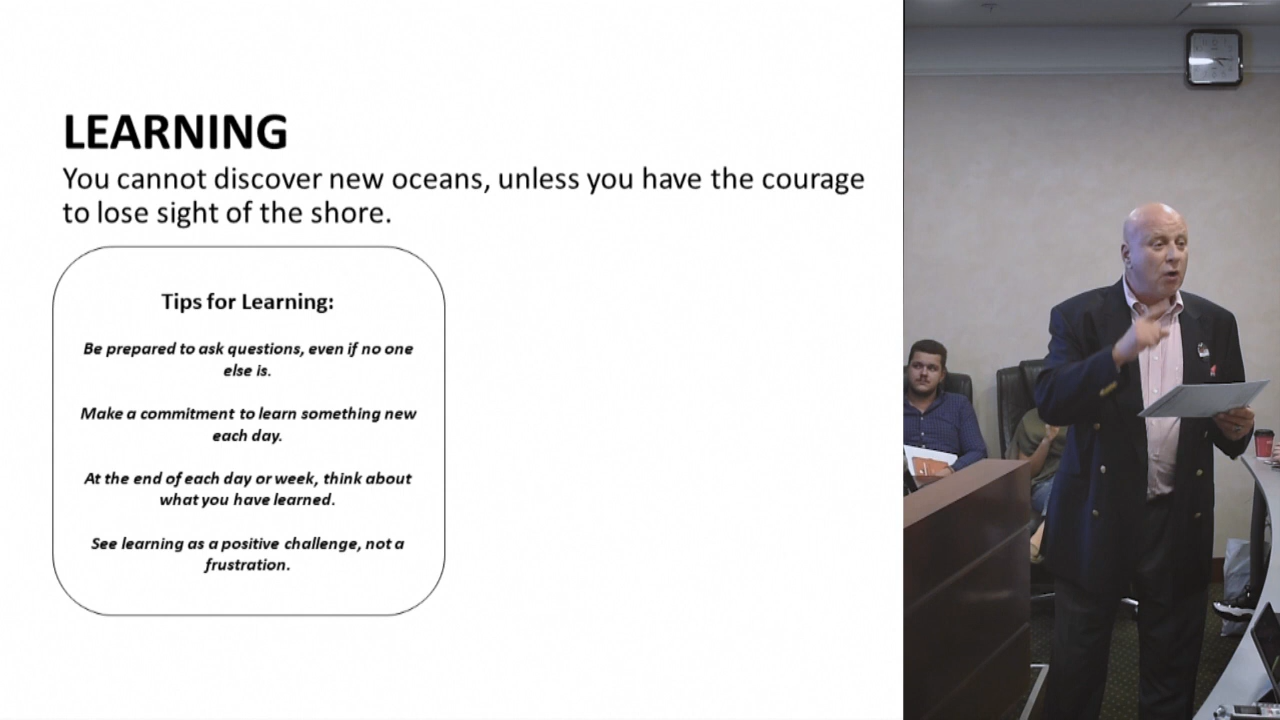 LEARNING
You cannot discover new oceans, unless you have the courage
to lose sight of the shore.
Tips for Learning:
Be prepared to ask questions, even if no one
else is.
Make a commitment to learn something new
each day.
At the end of each day or week, think about
what you have learned.
See learning as a positive challenge, not a
frustration.